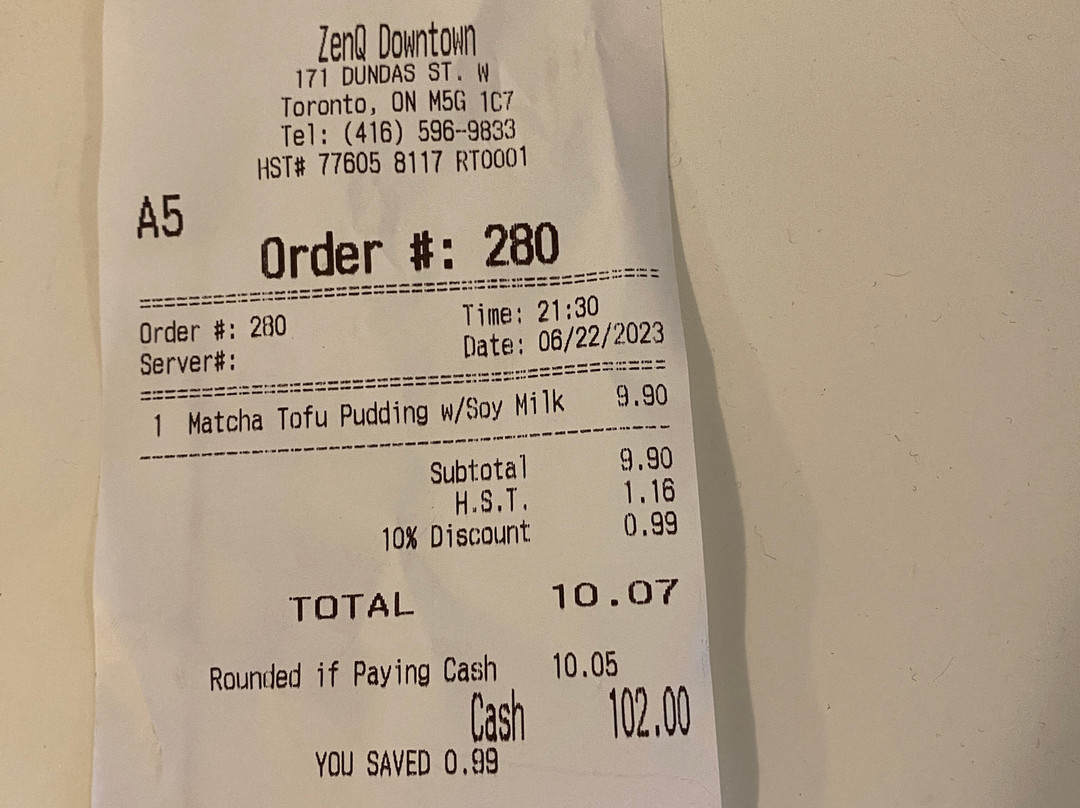 ZenQ Downtown
171 DUNDAS ST. W
Toronto, ON M5G 1C7
Tel: (416) 596-9833
HST# 77605 8117 RT0001
A5
Order #: 280
Order #: 280 Time: 21:30
Server#: Date: 06/22/2023
1 Matcha Tofu Pudding w/Soy Milk 9.90
Subtotal 9.90
H.S.T. 1.16
10% Discount 0.99
TOTAL 10.07
Rounded if Paying Cash 10.05
Cash 102.00
YOU SAVED 0.99